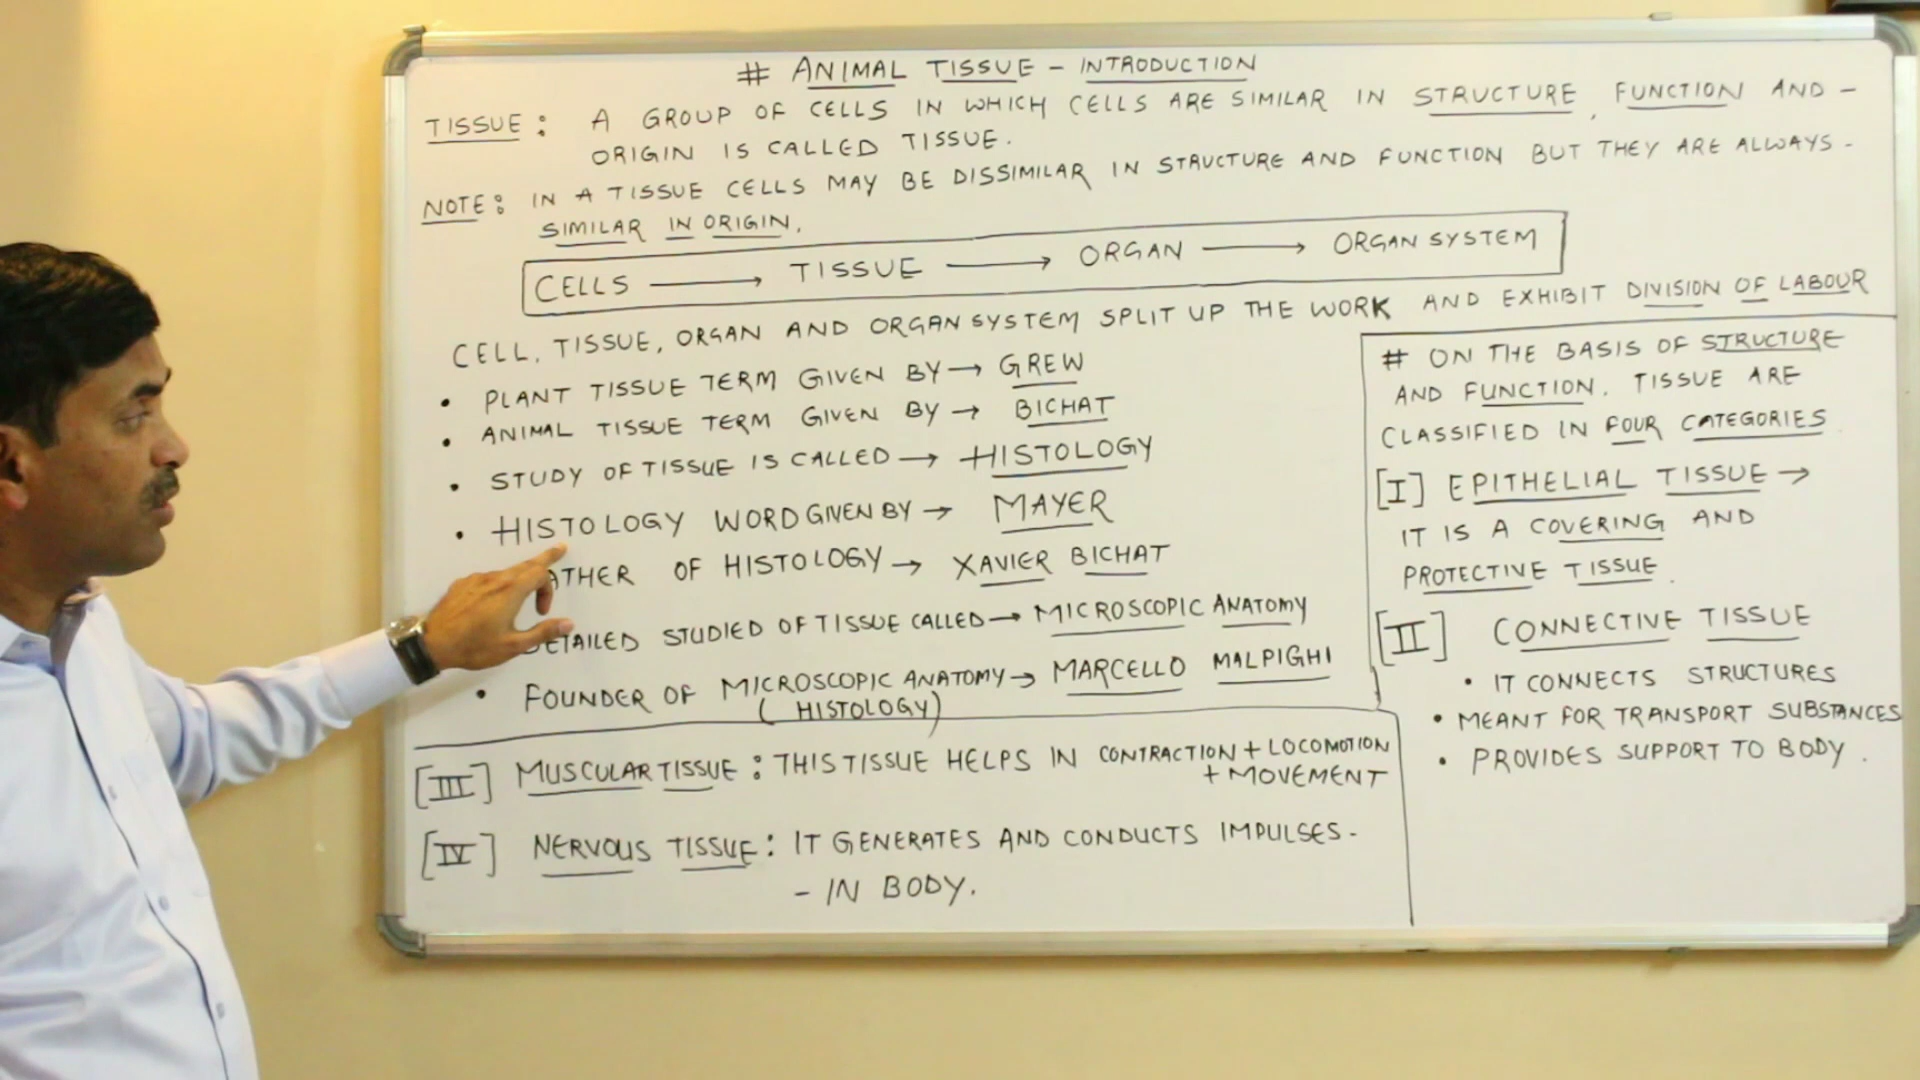 # ANIMAL TISSUE - INTRODUCTION
TISSUE : A GROUP OF CELLS IN WHICH CELLS ARE SIMILAR IN STRUCTURE, FUNCTION AND -
ORIGIN IS CALLED TISSUE.
NOTE : IN A TISSUE CELLS MAY BE DISSIMILAR IN STRUCTURE AND FUNCTION BUT THEY ARE ALWAYS -
SIMILAR IN ORIGIN.
CELLS → TISSUE → ORGAN → ORGAN SYSTEM
CELL, TISSUE, ORGAN AND ORGAN SYSTEM SPLIT UP THE WORK AND EXHIBIT DIVISION OF LABOUR
• PLANT TISSUE TERM GIVEN BY → GREW
• ANIMAL TISSUE TERM GIVEN BY → BICHAT
• STUDY OF TISSUE IS CALLED → HISTOLOGY
• HISTOLOGY WORD GIVEN BY → MAYER
ATHER OF HISTOLOGY → XAVIER BICHAT
ETAILED STUDIED OF TISSUE CALLED → MICROSCOPIC ANATOMY
• FOUNDER OF MICROSCOPIC ANATOMY → MARCELLO MALPIGHI
(HISTOLOGY)
# ON THE BASIS OF STRUCTURE
AND FUNCTION. TISSUE ARE
CLASSIFIED IN FOUR CATEGORIES
[I] EPITHELIAL TISSUE →
IT IS A COVERING AND
PROTECTIVE TISSUE.
[II] CONNECTIVE TISSUE
• IT CONNECTS STRUCTURES
• MEANT FOR TRANSPORT SUBSTANCES
• PROVIDES SUPPORT TO BODY.
[III] MUSCULAR TISSUE : THIS TISSUE HELPS IN CONTRACTION + LOCOMOTION
+ MOVEMENT
[IV] NERVOUS TISSUE : IT GENERATES AND CONDUCTS IMPULSES -
- IN BODY.